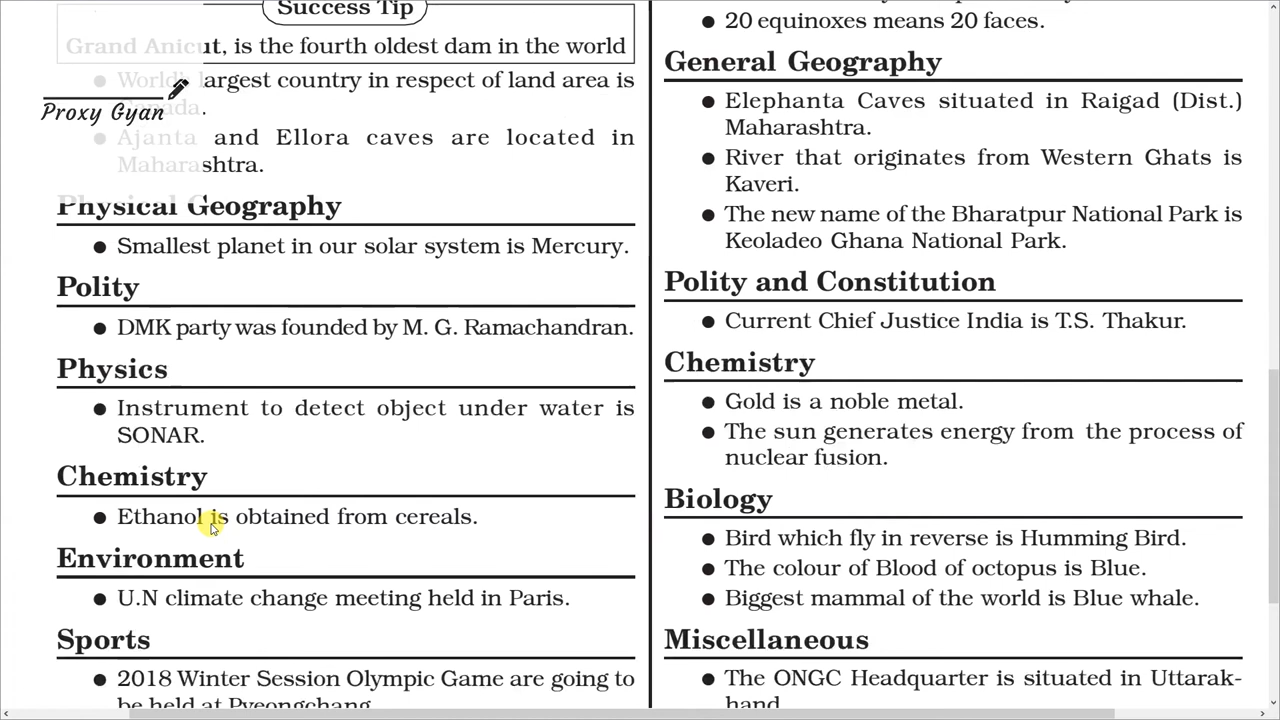 Success Tip
Grand Anicut, is the fourth oldest dam in the world
● World's largest country in respect of land area is
Canada.
● Ajanta and Ellora caves are located in
Maharashtra.
Proxy Gyan
Physical Geography
● Smallest planet in our solar system is Mercury.
Polity
● DMK party was founded by M. G. Ramachandran.
Physics
● Instrument to detect object under water is
SONAR.
Chemistry
● Ethanol is obtained from cereals.
Environment
● U.N climate change meeting held in Paris.
Sports
● 2018 Winter Session Olympic Game are going to
be held at Pyeongchang
● 20 equinoxes means 20 faces.
General Geography
● Elephanta Caves situated in Raigad (Dist.)
Maharashtra.
● River that originates from Western Ghats is
Kaveri.
● The new name of the Bharatpur National Park is
Keoladeo Ghana National Park.
Polity and Constitution
● Current Chief Justice India is T.S. Thakur.
Chemistry
● Gold is a noble metal.
● The sun generates energy from the process of
nuclear fusion.
Biology
● Bird which fly in reverse is Humming Bird.
● The colour of Blood of octopus is Blue.
● Biggest mammal of the world is Blue whale.
Miscellaneous
● The ONGC Headquarter is situated in Uttarak-
hand